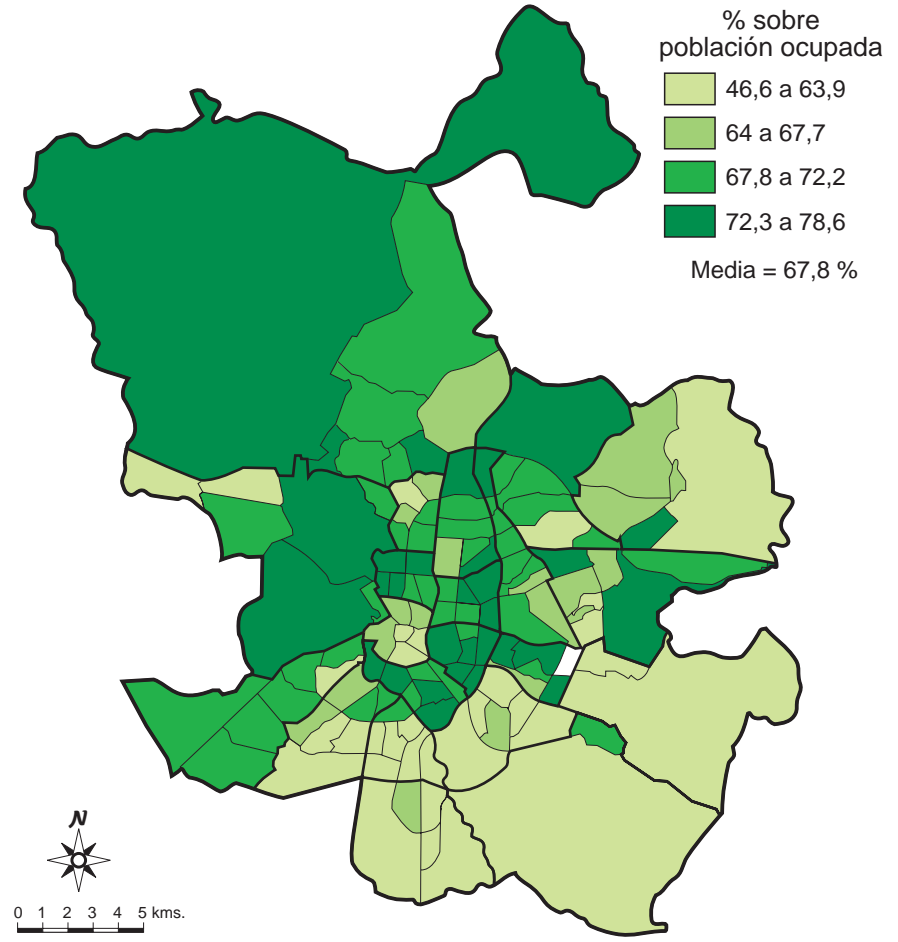 % sobre
población ocupada
46,6 a 63,9
64 a 67,7
67,8 a 72,2
72,3 a 78,6
Media = 67,8 %
N
0 1 2 3 4 5 kms.